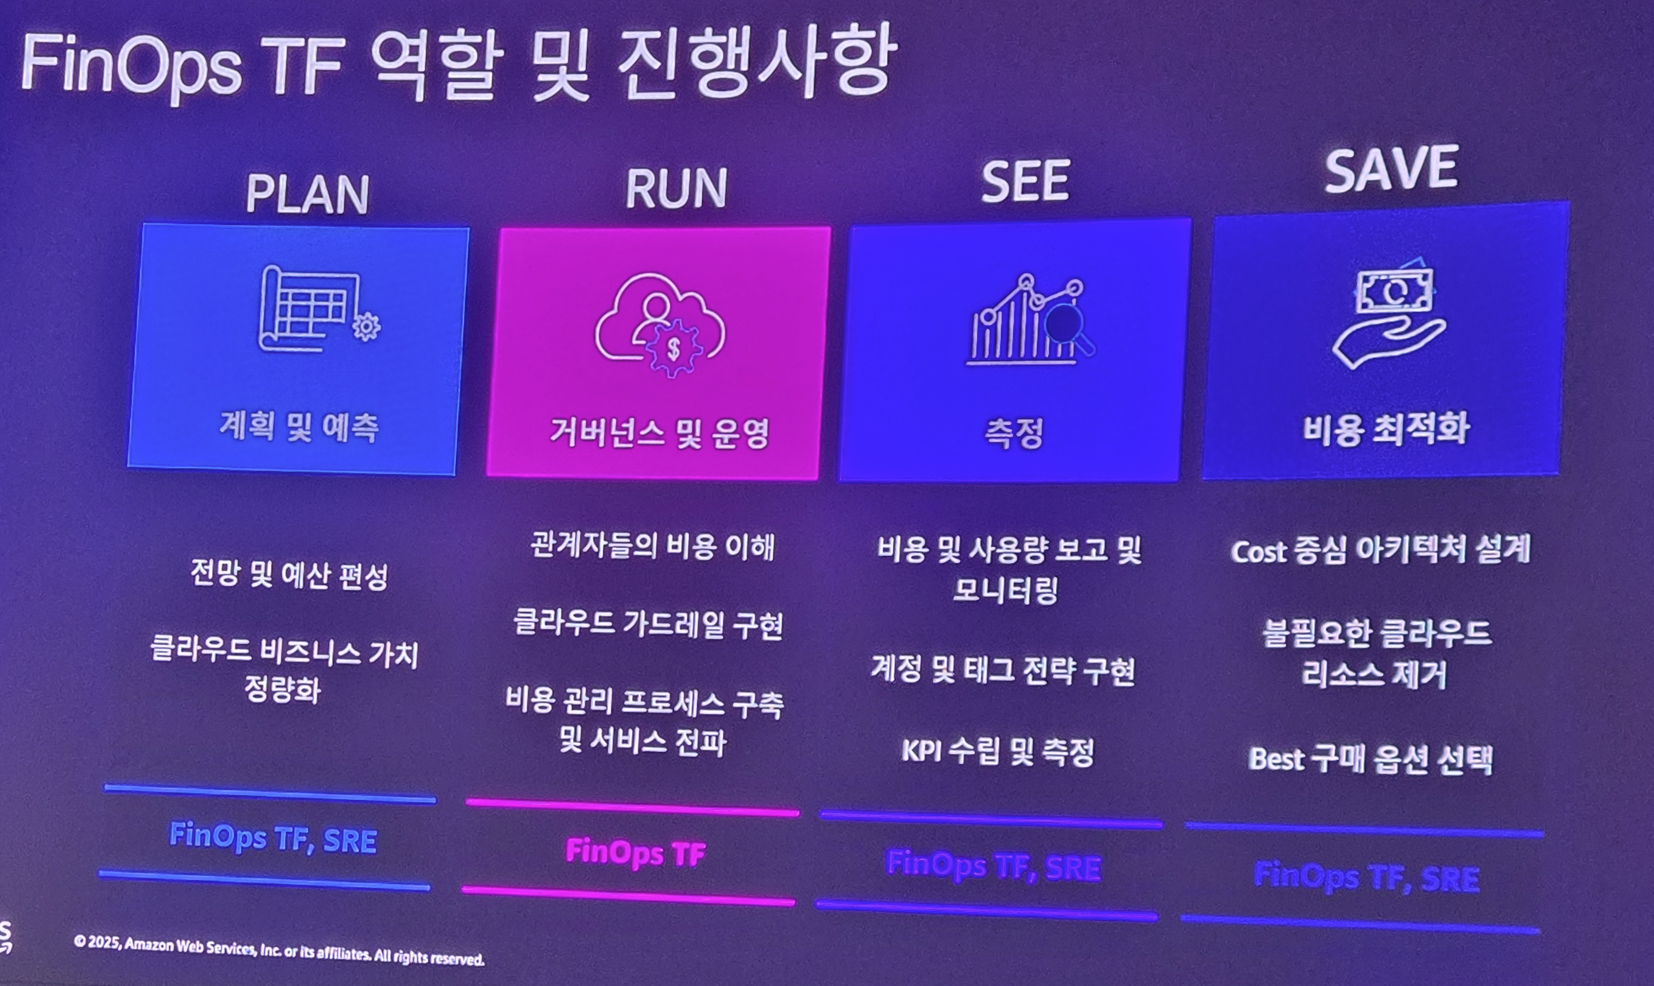 FinOps TF 역할 및 진행사항
PLAN
계획 및 예측
전망 및 예산 편성
클라우드 비즈니스 가치
정량화
FinOps TF, SRE
RUN
$
거버넌스 및 운영
관계자들의 비용 이해
클라우드 가드레일 구현
비용 관리 프로세스 구축
및 서비스 전파
FinOps TF
SEE
측정
비용 및 사용량 보고 및
모니터링
계정 및 태그 전략 구현
KPI 수립 및 측정
FinOps TF, SRE
SAVE
비용 최적화
Cost 중심 아키텍처 설계
불필요한 클라우드
리소스 제거
Best 구매 옵션 선택
FinOps TF, SRE
© 2025, Amazon Web Services, Inc. or its affiliates. All rights reserved.